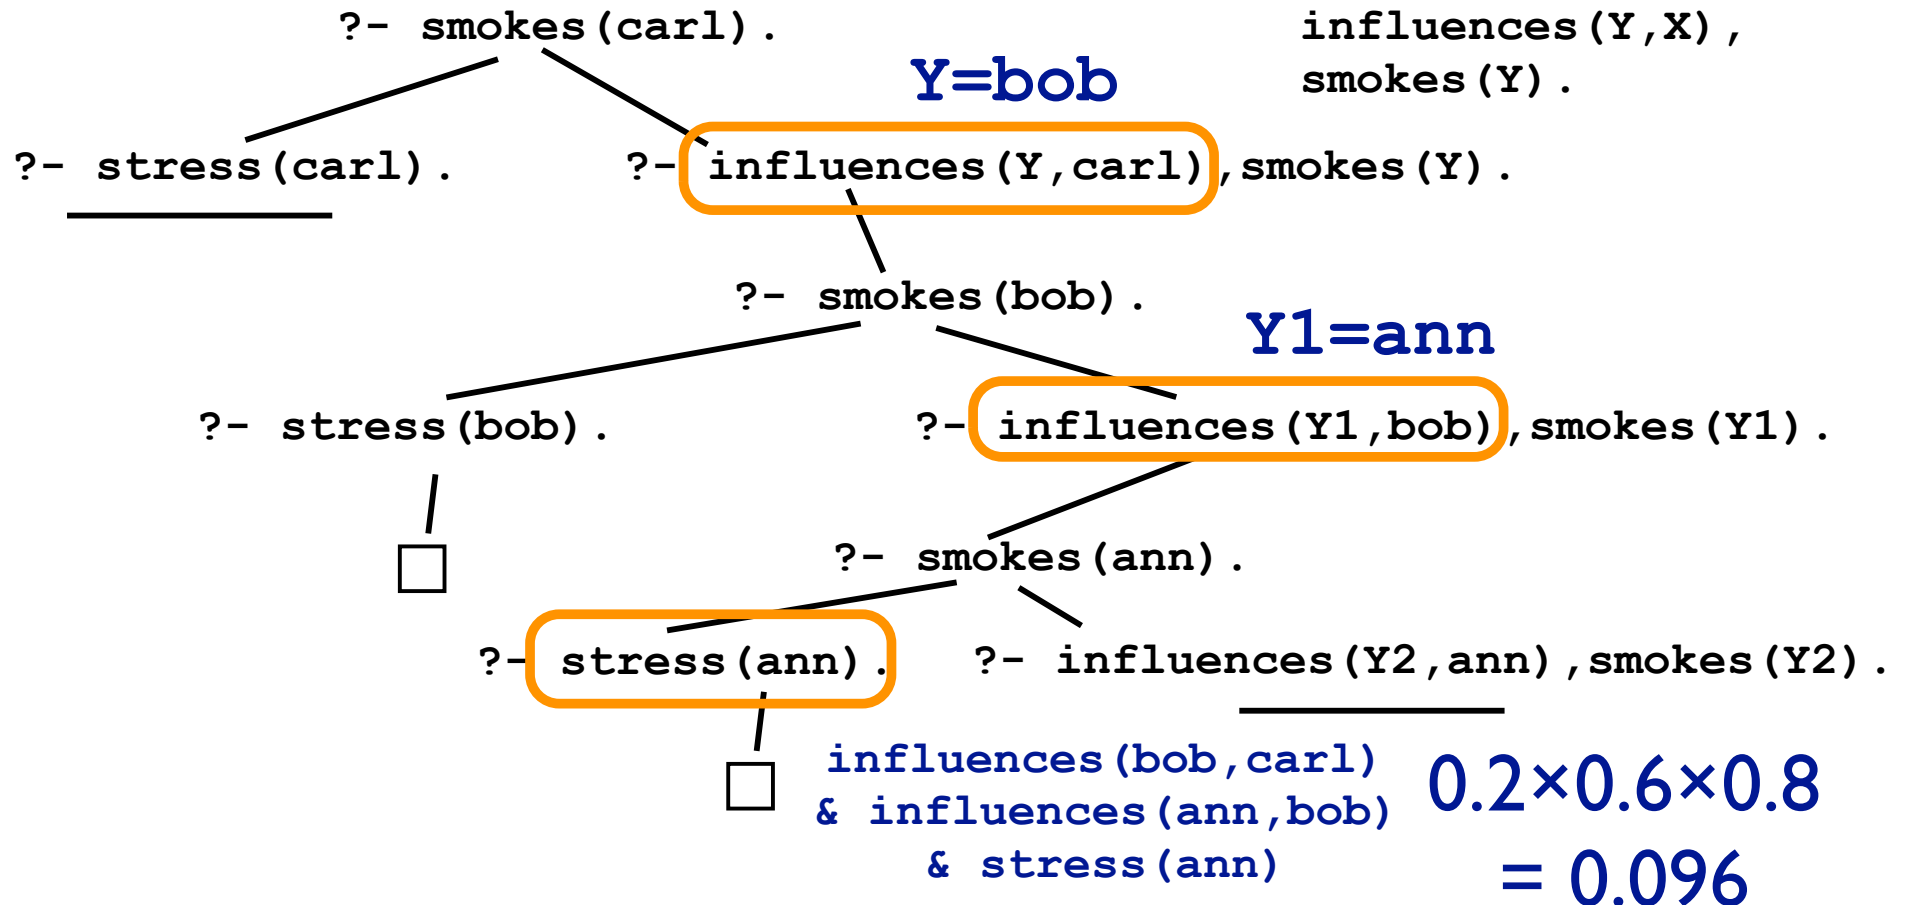 ?- smokes(carl).
influences(Y,X),
smokes(Y).
Y=bob
?- stress(carl).
?- influences(Y,carl),smokes(Y).
?- smokes(bob).
Y1=ann
?- stress(bob).
?- influences(Y1,bob),smokes(Y1).
?- smokes(ann).
?- stress(ann).
?- influences(Y2,ann),smokes(Y2).
influences(bob,carl)
& influences(ann,bob)
& stress(ann)
0.2×0.6×0.8
= 0.096